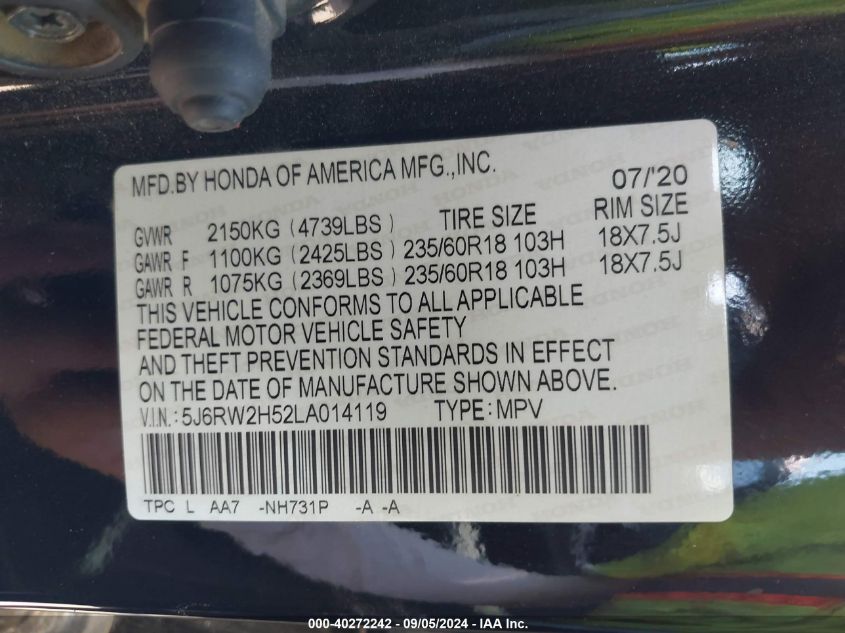 MFD.BY HONDA OF AMERICA MFG.,INC. 07/'20
GVWR 2150KG (4739LBS) TIRE SIZE RIM SIZE
GAWR F 1100KG (2425LBS) 235/60R18 103H 18X7.5J
GAWR R 1075KG (2369LBS) 235/60R18 103H 18X7.5J
THIS VEHICLE CONFORMS TO ALL APPLICABLE
FEDERAL MOTOR VEHICLE SAFETY
AND THEFT PREVENTION STANDARDS IN EFFECT
ON THE DATE OF MANUFACTURE SHOWN ABOVE.
V.I.N.: 5J6RW2H52LA014119 TYPE: MPV
TPC L AA7 -NH731P -A -A
000-40272242 - 09/05/2024 - IAA Inc.